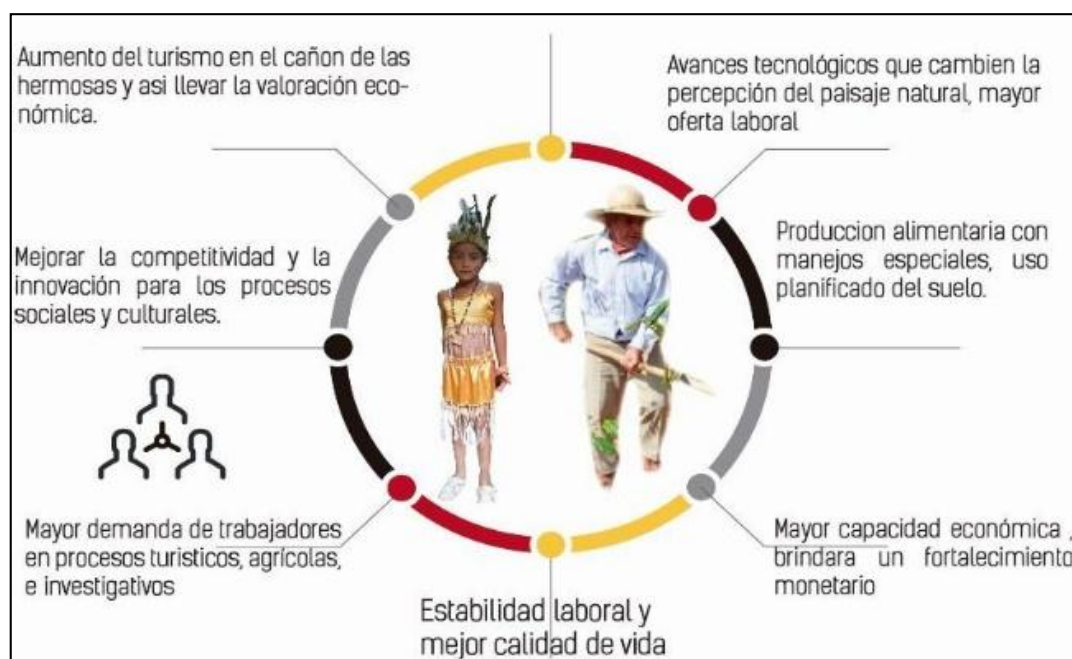 Aumento del turismo en el cañon de las
hermosas y asi llevar la valoración eco-
nómica.
Avances tecnológicos que cambien la
percepción del paisaje natural, mayor
oferta laboral
Mejorar la competitividad y la
innovación para los procesos
sociales y culturales.
Produccion alimentaria con
manejos especiales, uso
planificado del suelo.
Mayor demanda de trabajadores
en procesos turisticos, agrícolas,
e investigativos
Mayor capacidad económica ,
brindara un fortalecimiento
monetario
Estabilidad laboral y
mejor calidad de vida